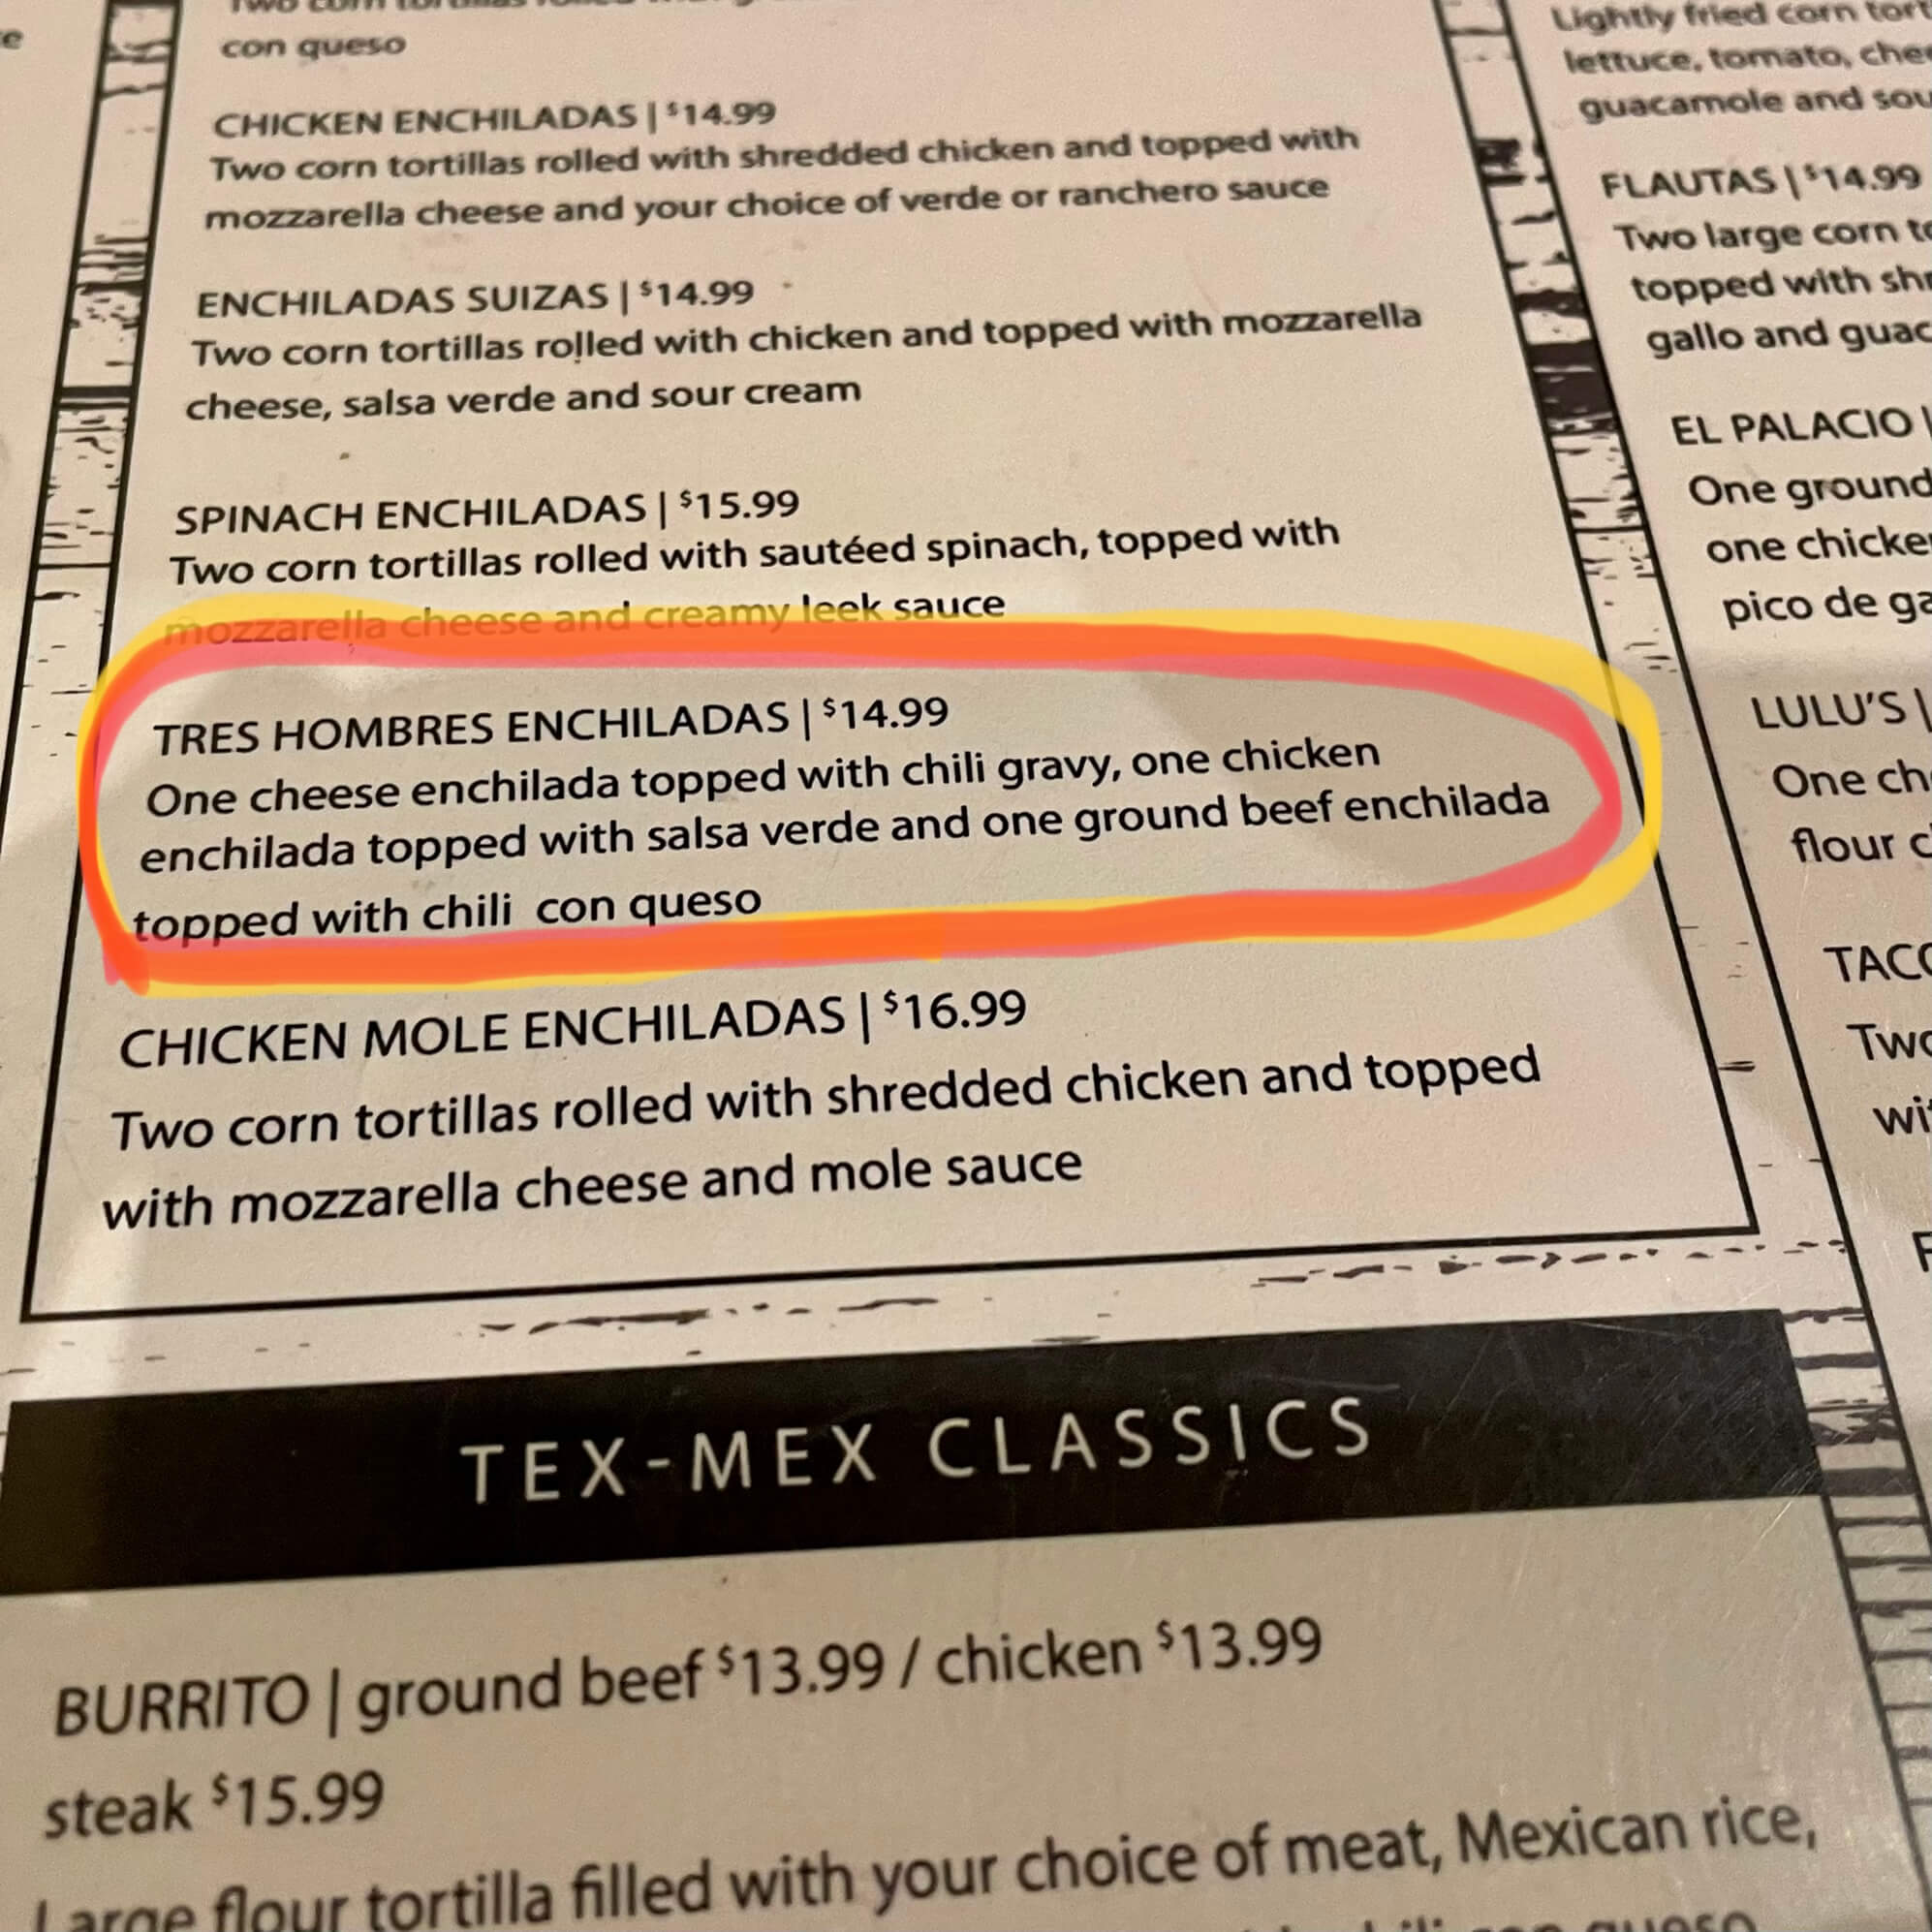 con queso
CHICKEN ENCHILADAS | $14.99
Two corn tortillas rolled with shredded chicken and topped with
mozzarella cheese and your choice of verde or ranchero sauce
ENCHILADAS SUIZAS | $14.99
Two corn tortillas rolled with chicken and topped with mozzarella
cheese, salsa verde and sour cream
SPINACH ENCHILADAS | $15.99
Two corn tortillas rolled with sautéed spinach, topped with
mozzarella cheese and creamy leek sauce
TRES HOMBRES ENCHILADAS | $14.99
One cheese enchilada topped with chili gravy, one chicken
enchilada topped with salsa verde and one ground beef enchilada
topped with chili con queso
CHICKEN MOLE ENCHILADAS | $16.99
Two corn tortillas rolled with shredded chicken and topped
with mozzarella cheese and mole sauce
TEX-MEX CLASSICS
BURRITO | ground beef $13.99 / chicken $13.99
steak $15.99
Large flour tortilla filled with your choice of meat, Mexican rice,
Lightly fried corn
lettuce, tomato,
guacamole and
FLAUTAS | $14.99
Two large corn
topped with
gallo and
EL PALACIO |
One ground
one
pico de
LULU'S |
One
flour